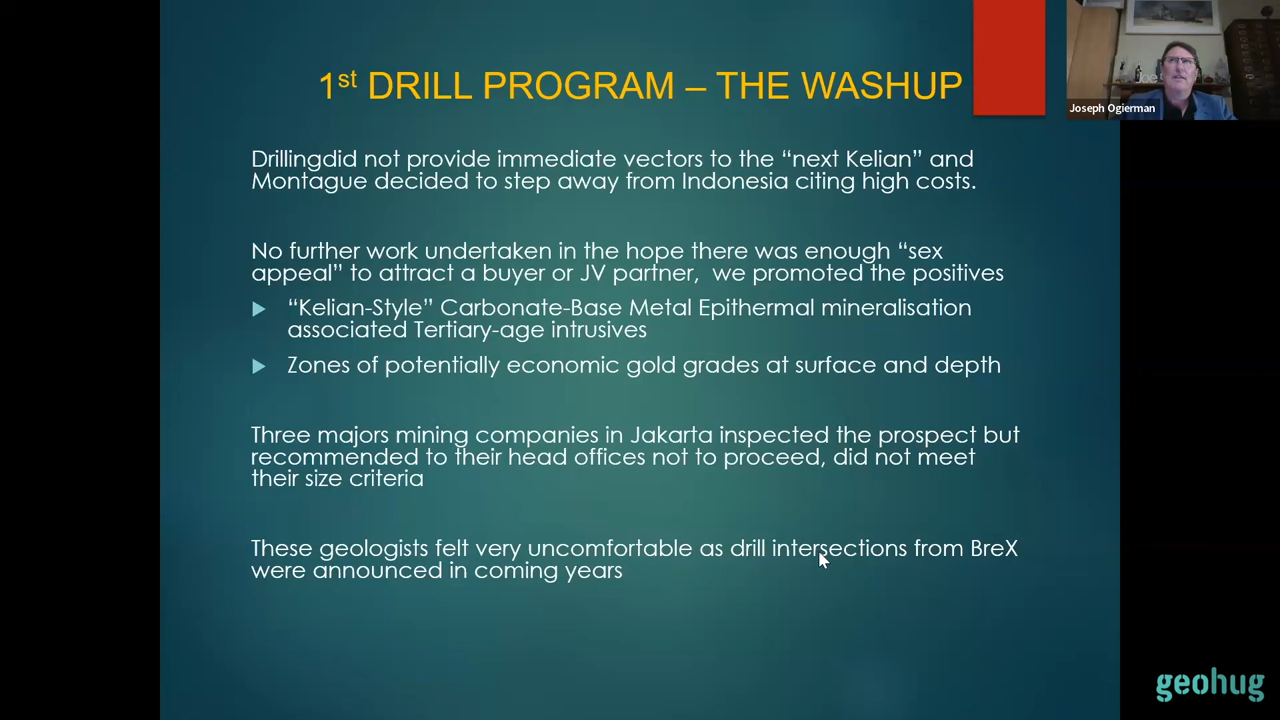 1st DRILL PROGRAM – THE WASHUP
Joseph Ogierman
Drillingdid not provide immediate vectors to the “next Kelian” and
Montague decided to step away from Indonesia citing high costs.
No further work undertaken in the hope there was enough “sex
appeal” to attract a buyer or JV partner, we promoted the positives
“Kelian-Style” Carbonate-Base Metal Epithermal mineralisation
associated Tertiary-age intrusives
Zones of potentially economic gold grades at surface and depth
Three majors mining companies in Jakarta inspected the prospect but
recommended to their head offices not to proceed, did not meet
their size criteria
These geologists felt very uncomfortable as drill intersections from BreX
were announced in coming years
geohug